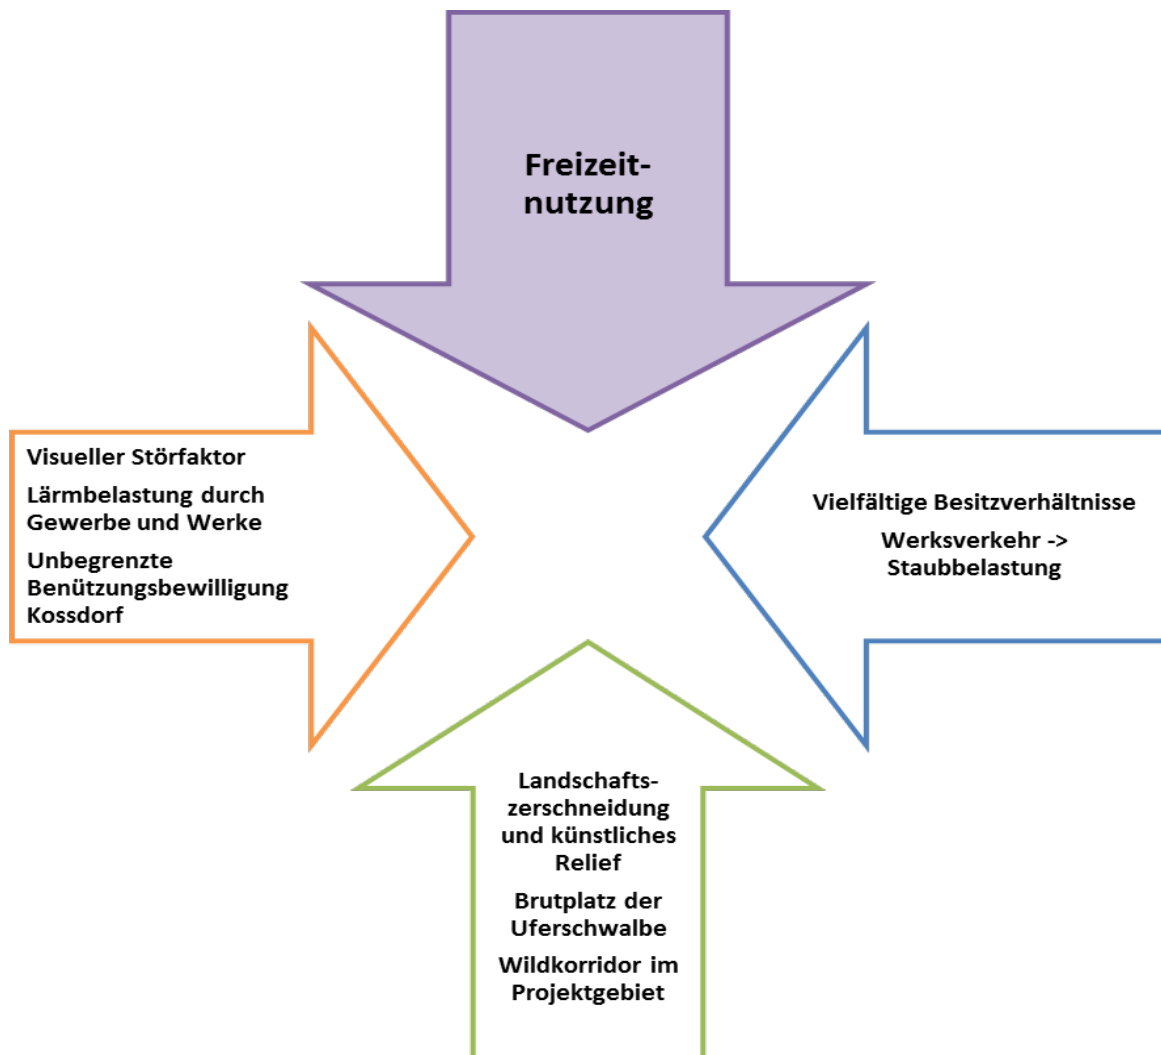 Freizeit-
nutzung
Visueller Störfaktor
Lärmbelastung durch
Gewerbe und Werke
Unbegrenzte
Benützungsbewilligung
Kossdorf
Vielfältige Besitzverhältnisse
Werksverkehr ->
Staubbelastung
Landschafts-
zerschneidung
und künstliches
Relief
Brutplatz der
Uferschwalbe
Wildkorridor im
Projektgebiet